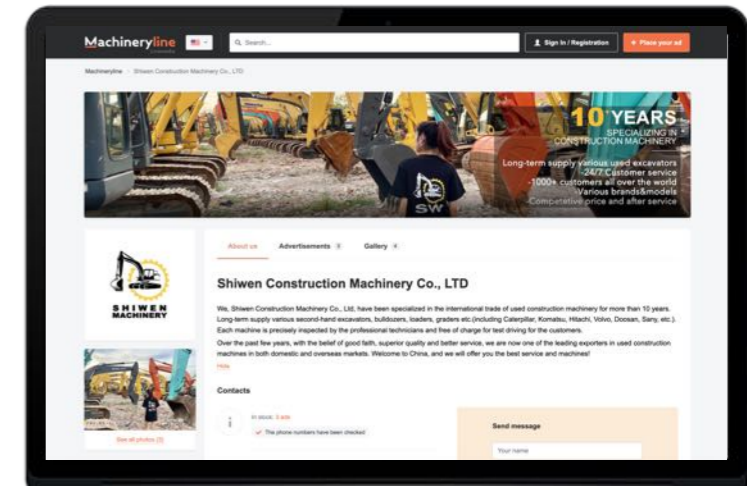 Machineryline
Search...
Sign In / Registration
+ Place your ad
Machineryline
Shiwen Construction Machinery Co., LTD
10 YEARS
SPECIALIZING IN
CONSTRUCTION MACHINERY
Long-term supply various used excavators
-24/7 Customer service
-1000+ customers all over the world
-Various brands&models
-Competetive price and after service
SW
About us
Advertisements
Gallery
SHIWEN
MACHINERY
Shiwen Construction Machinery Co., LTD
We, Shiwen Construction Machinery Co., Ltd, have been specialized in the international trade of used construction machinery for more than 10 years.
Long-term supply various second-hand excavators, bulldozers, loaders, graders etc.(including Caterpillar, Komatsu, Hitachi, Volvo, Doosan, Sany, etc.).
Each machine is precisely inspected by the professional technicians and free of charge for test driving for the customers.
Over the past few years, with the belief of good faith, superior quality and better service, we are now one of the leading exporters in used construction
machines in both domestic and overseas markets. Welcome to China, and we will offer you the best service and machines!
Hide
Contacts
In stock:
The phone numbers have been checked
See all photos
Send message
Your name